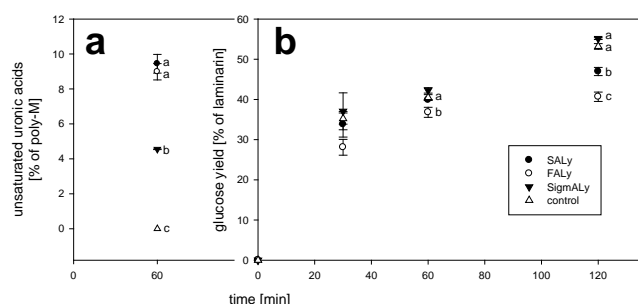 a
b
unsaturated uronic acids
[% of poly-M]
12
10
8
6
4
2
0
a
a
b
c
0
60
glucose yield [% of laminarin]
60
50
40
30
20
10
0
a
b
a
a
b
c
0
20
40
60
80
100
120
SALy
FALy
SigmALy
control
time [min]